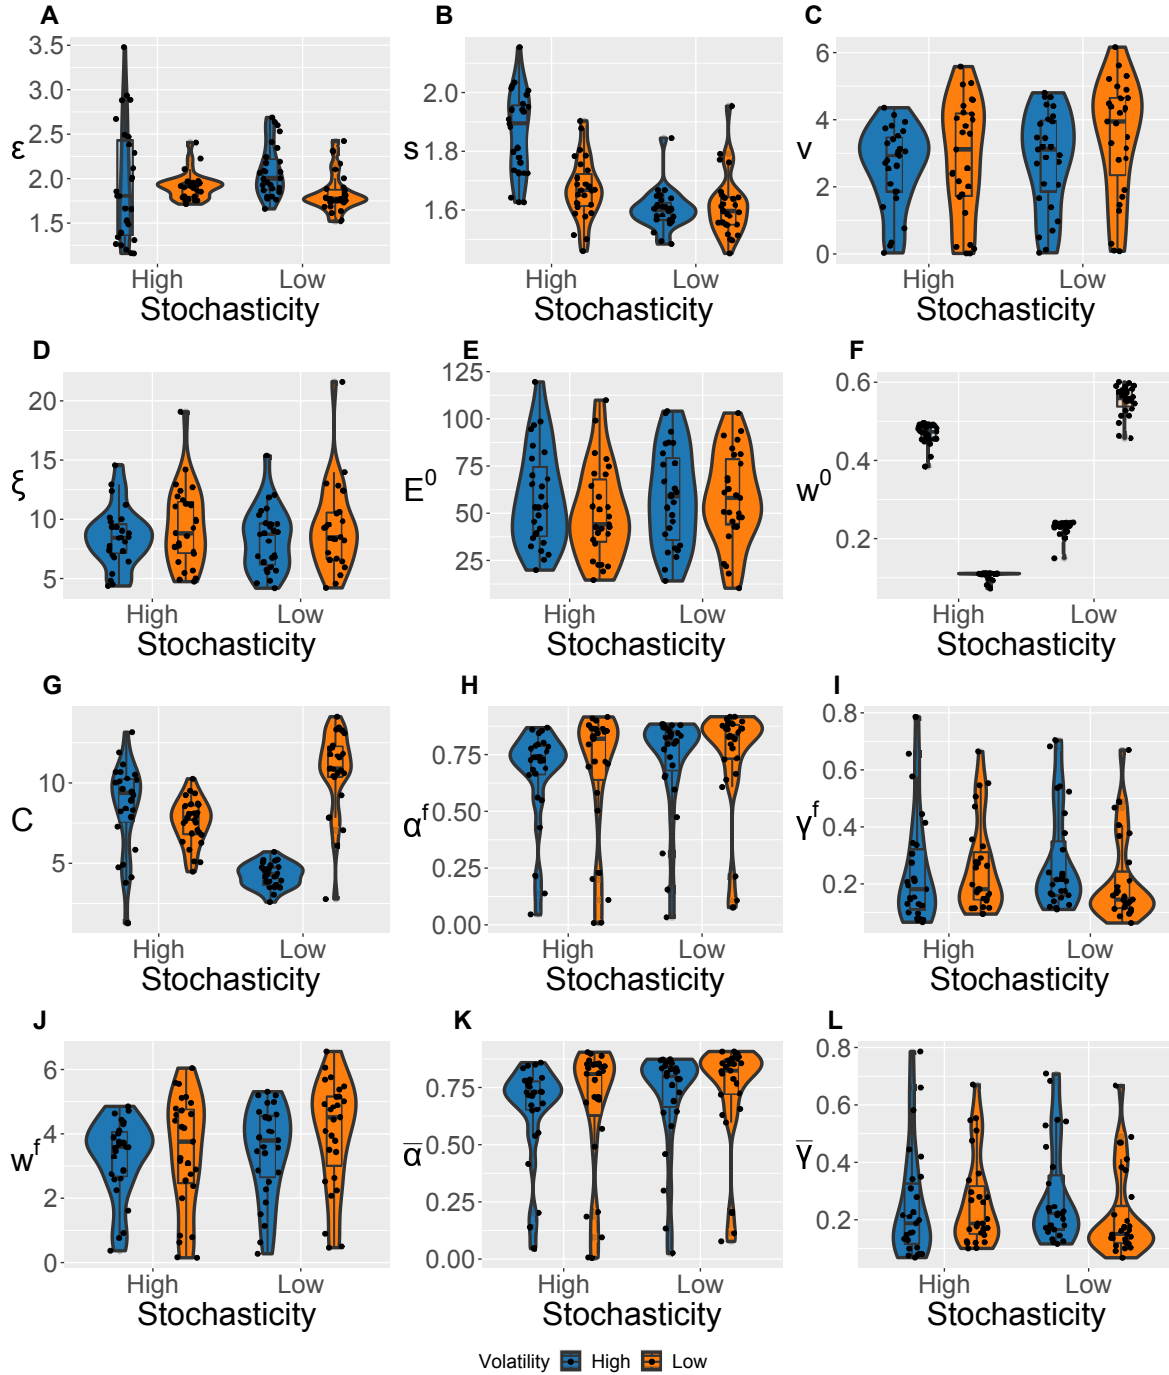 A
ε
3.5
3.0
2.5
2.0
1.5
High Low
Stochasticity
B
s
2.0
1.8
1.6
High Low
Stochasticity
C
v
6
4
2
0
High Low
Stochasticity
D
ξ
20
15
10
5
High Low
Stochasticity
E
E⁰
125
100
75
50
25
High Low
Stochasticity
F
w⁰
0.6
0.4
0.2
High Low
Stochasticity
G
C
10
5
High Low
Stochasticity
H
αᶠ
0.75
0.50
0.25
0.00
High Low
Stochasticity
I
γᶠ
0.8
0.6
0.4
0.2
High Low
Stochasticity
J
wᶠ
6
4
2
0
High Low
Stochasticity
K
α̅
0.75
0.50
0.25
0.00
High Low
Stochasticity
L
γ̅
0.8
0.6
0.4
0.2
High Low
Stochasticity
Volatility High Low